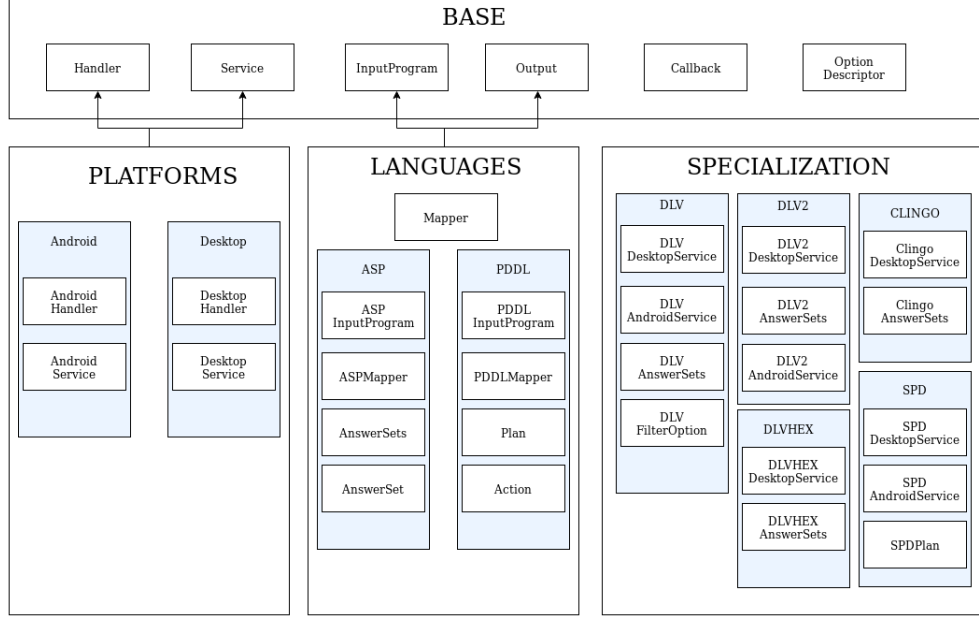 BASE
Handler
Service
InputProgram
Output
Callback
Option
Descriptor
PLATFORMS
Android
Android
Handler
Android
Service
Desktop
Desktop
Handler
Desktop
Service
LANGUAGES
Mapper
ASP
ASP
InputProgram
ASPMapper
AnswerSets
AnswerSet
PDDL
PDDL
InputProgram
PDDLMapper
Plan
Action
SPECIALIZATION
DLV
DLV
DesktopService
DLV
AndroidService
DLV
AnswerSets
DLV
FilterOption
DLV2
DLV2
DesktopService
DLV2
AnswerSets
DLV2
AndroidService
DLVHEX
DLVHEX
DesktopService
DLVHEX
AnswerSets
CLINGO
Clingo
DesktopService
Clingo
AnswerSets
SPD
SPD
DesktopService
SPD
AndroidService
SPDPlan